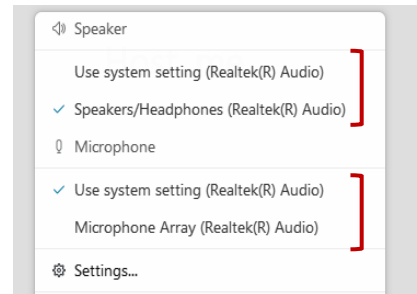 Speaker
Use system setting (Realtek(R) Audio)
Speakers/Headphones (Realtek(R) Audio)
Microphone
Use system setting (Realtek(R) Audio)
Microphone Array (Realtek(R) Audio)
Settings...